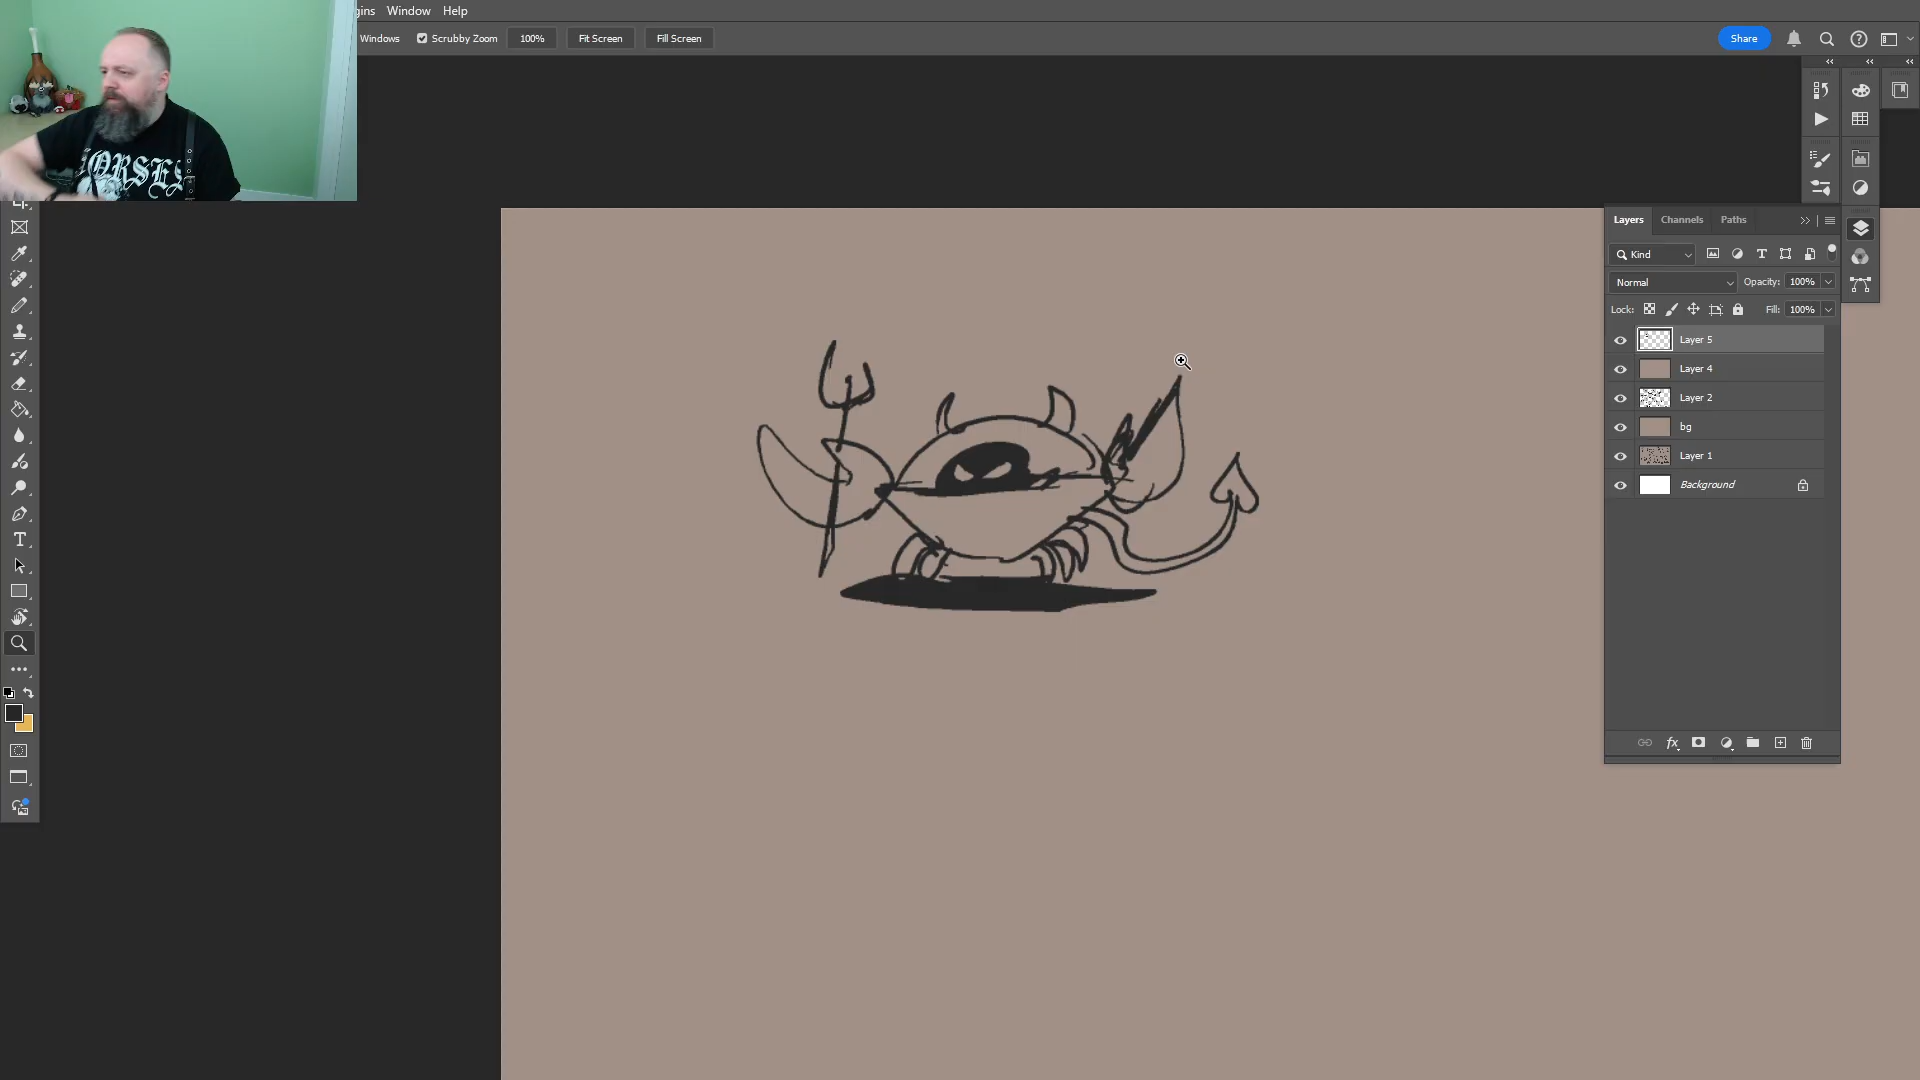 Window Help
Windows Scrubby Zoom 100% Fit Screen Fill Screen Share
Layers Channels Paths
Kind
Normal Opacity: 100%
Lock: Fill: 100%
Layer 5
Layer 4
Layer 2
bg
Layer 1
Background
fx